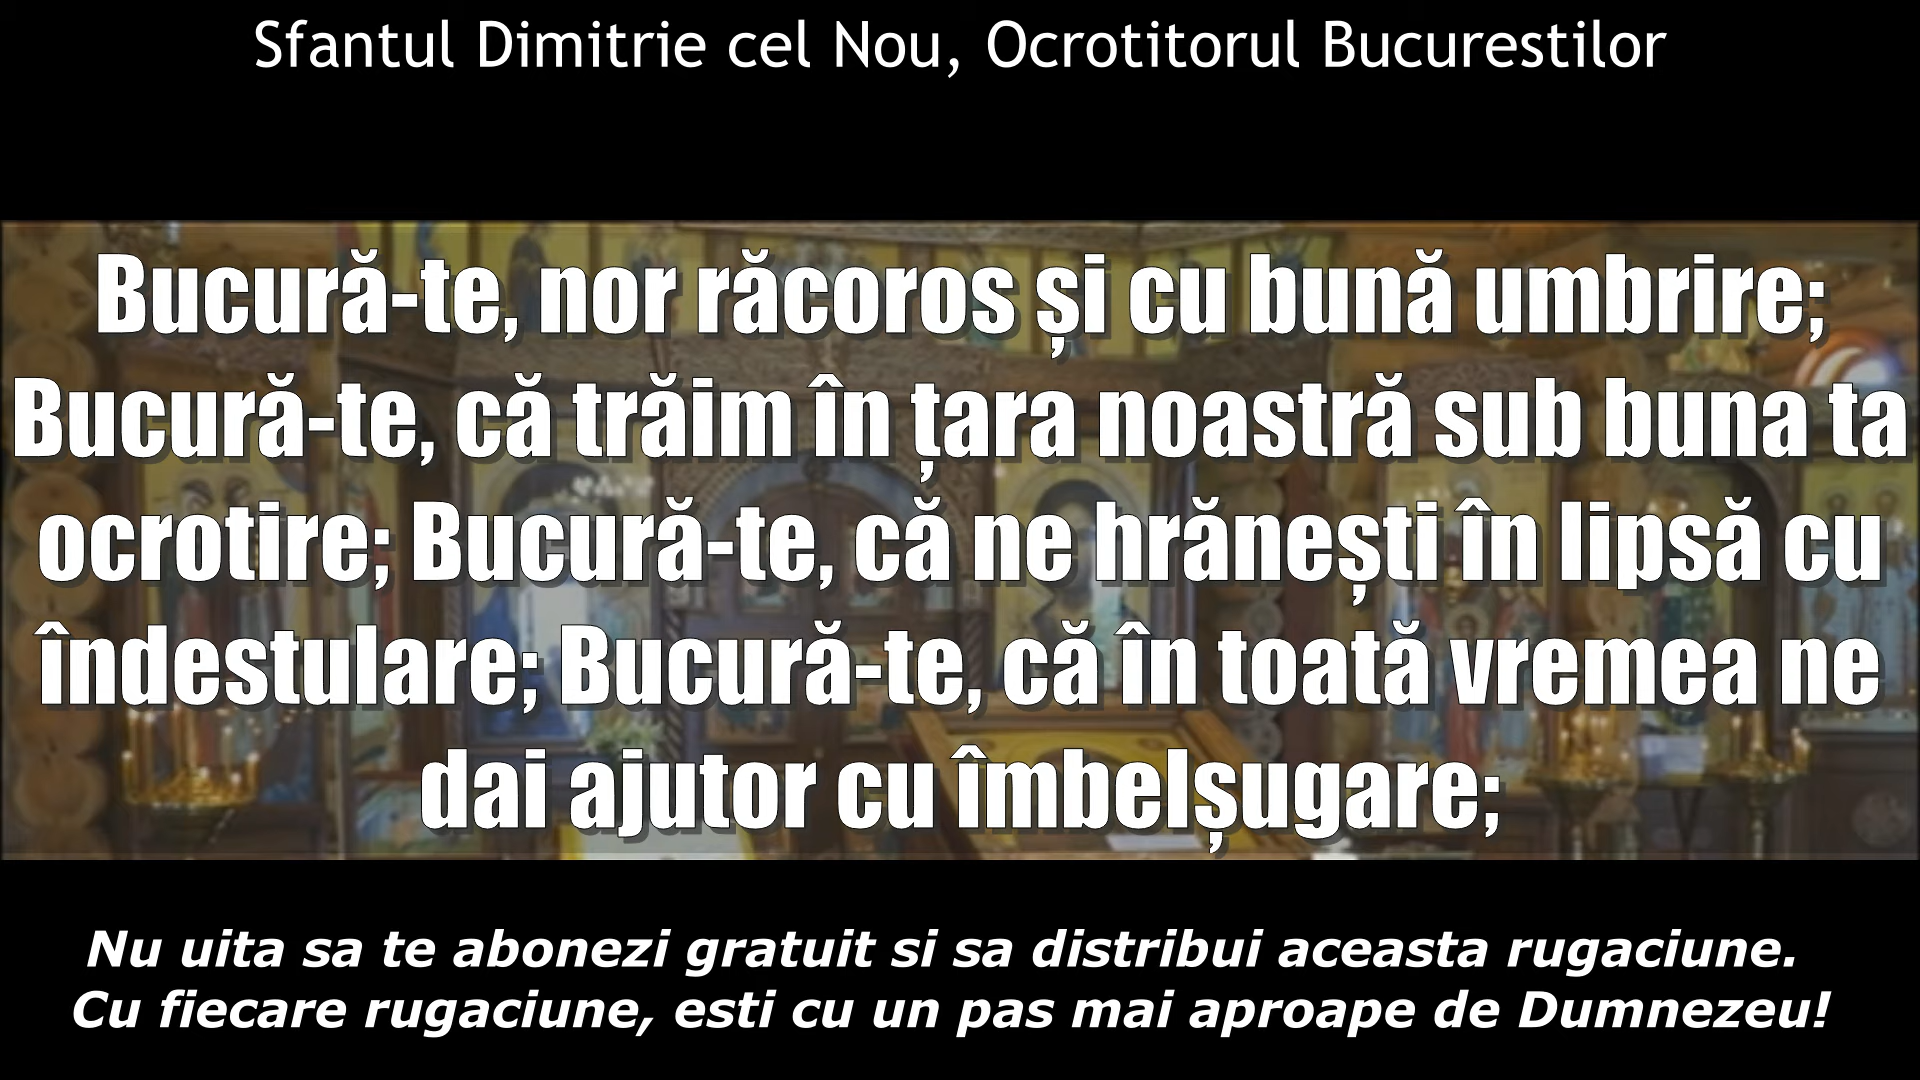 Sfantul Dimitrie cel Nou, Ocrotitorul Bucurestilor
Bucură-te, nor răcoros și cu bună umbrire;
Bucură-te, că trăim în țara noastră sub buna ta
ocrotire; Bucură-te, că ne hrănești în lipsă cu
îndestulare; Bucură-te, că în toată vremea ne
dai ajutor cu îmbelșugare;
Nu uita sa te abonezi gratuit si sa distribui aceasta rugaciune.
Cu fiecare rugaciune, esti cu un pas mai aproape de Dumnezeu!